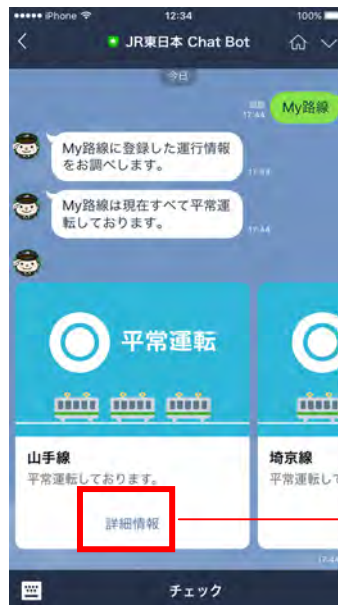 iPhone
12:34
100%
JR東日本 Chat Bot
今日
既読
17:44
My路線
My路線に登録した運行情報
をお調べします。
17:44
My路線は現在すべて平常運
転しております。
17:44
平常運転
山手線
平常運転しております。
詳細情報
埼京線
平常運転して
17:44
チェック